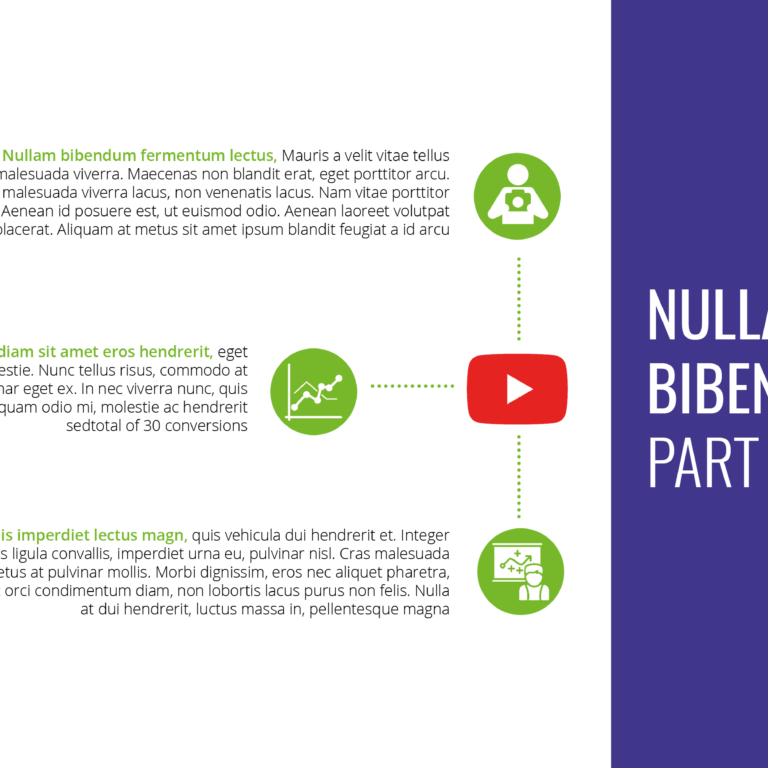 Nullam bibendum fermentum lectus, Mauris a velit vitae tellus
malesuada viverra. Maecenas non blandit erat, eget porttitor arcu.
malesuada viverra lacus, non venenatis lacus. Nam vitae porttitor
Aenean id posuere est, ut euismod odio. Aenean laoreet volutpat
placerat. Aliquam at metus sit amet ipsum blandit feugiat a id arcu
diam sit amet eros hendrerit, eget
Nunc tellus risus, commodo at
eget ex. In nec viverra nunc, quis
quam odio mi, molestie ac hendrerit
sedtotal of 30 conversions
imperdiet lectus magn, quis vehicula dui hendrerit et. Integer
ligula convallis, imperdiet urna eu, pulvinar nisl. Cras malesuada
at pulvinar mollis. Morbi dignissim, eros nec aliquet pharetra,
orci condimentum diam, non lobortis lacus purus non felis. Nulla
at dui hendrerit, luctus massa in, pellentesque magna
NULLA
BIBEN
PART